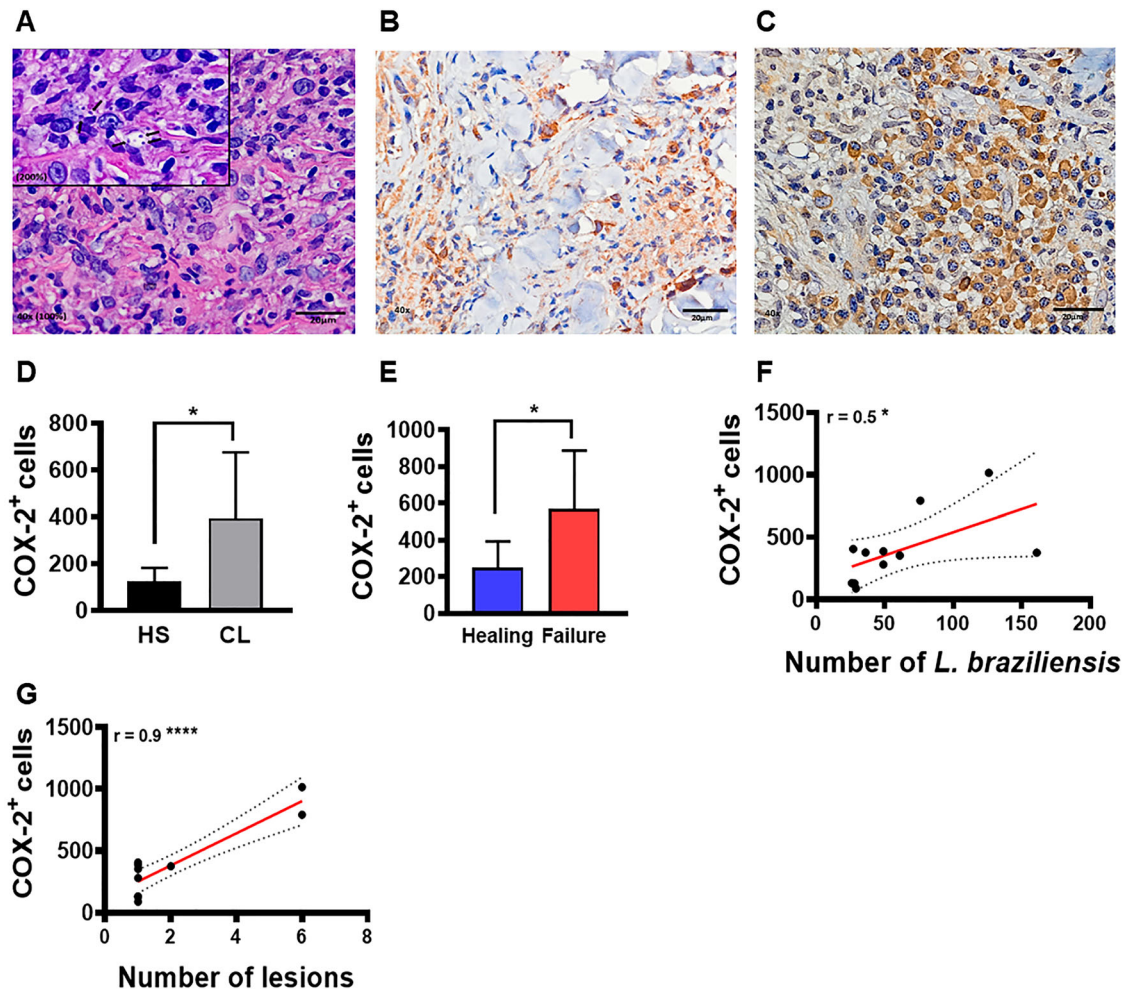 A
B
C
(200%)
40x (100%)
20µm
40x
20µm
40x
20µm
D
E
F
COX-2+ cells
800
600
400
200
0
*
HS
CL
COX-2+ cells
1000
800
600
400
200
0
*
Healing
Failure
COX-2+ cells
1500
1000
500
0
r = 0.5 *
0
50
100
150
200
Number of L. braziliensis
G
COX-2+ cells
1500
1000
500
0
r = 0.9 ****
0
2
4
6
8
Number of lesions